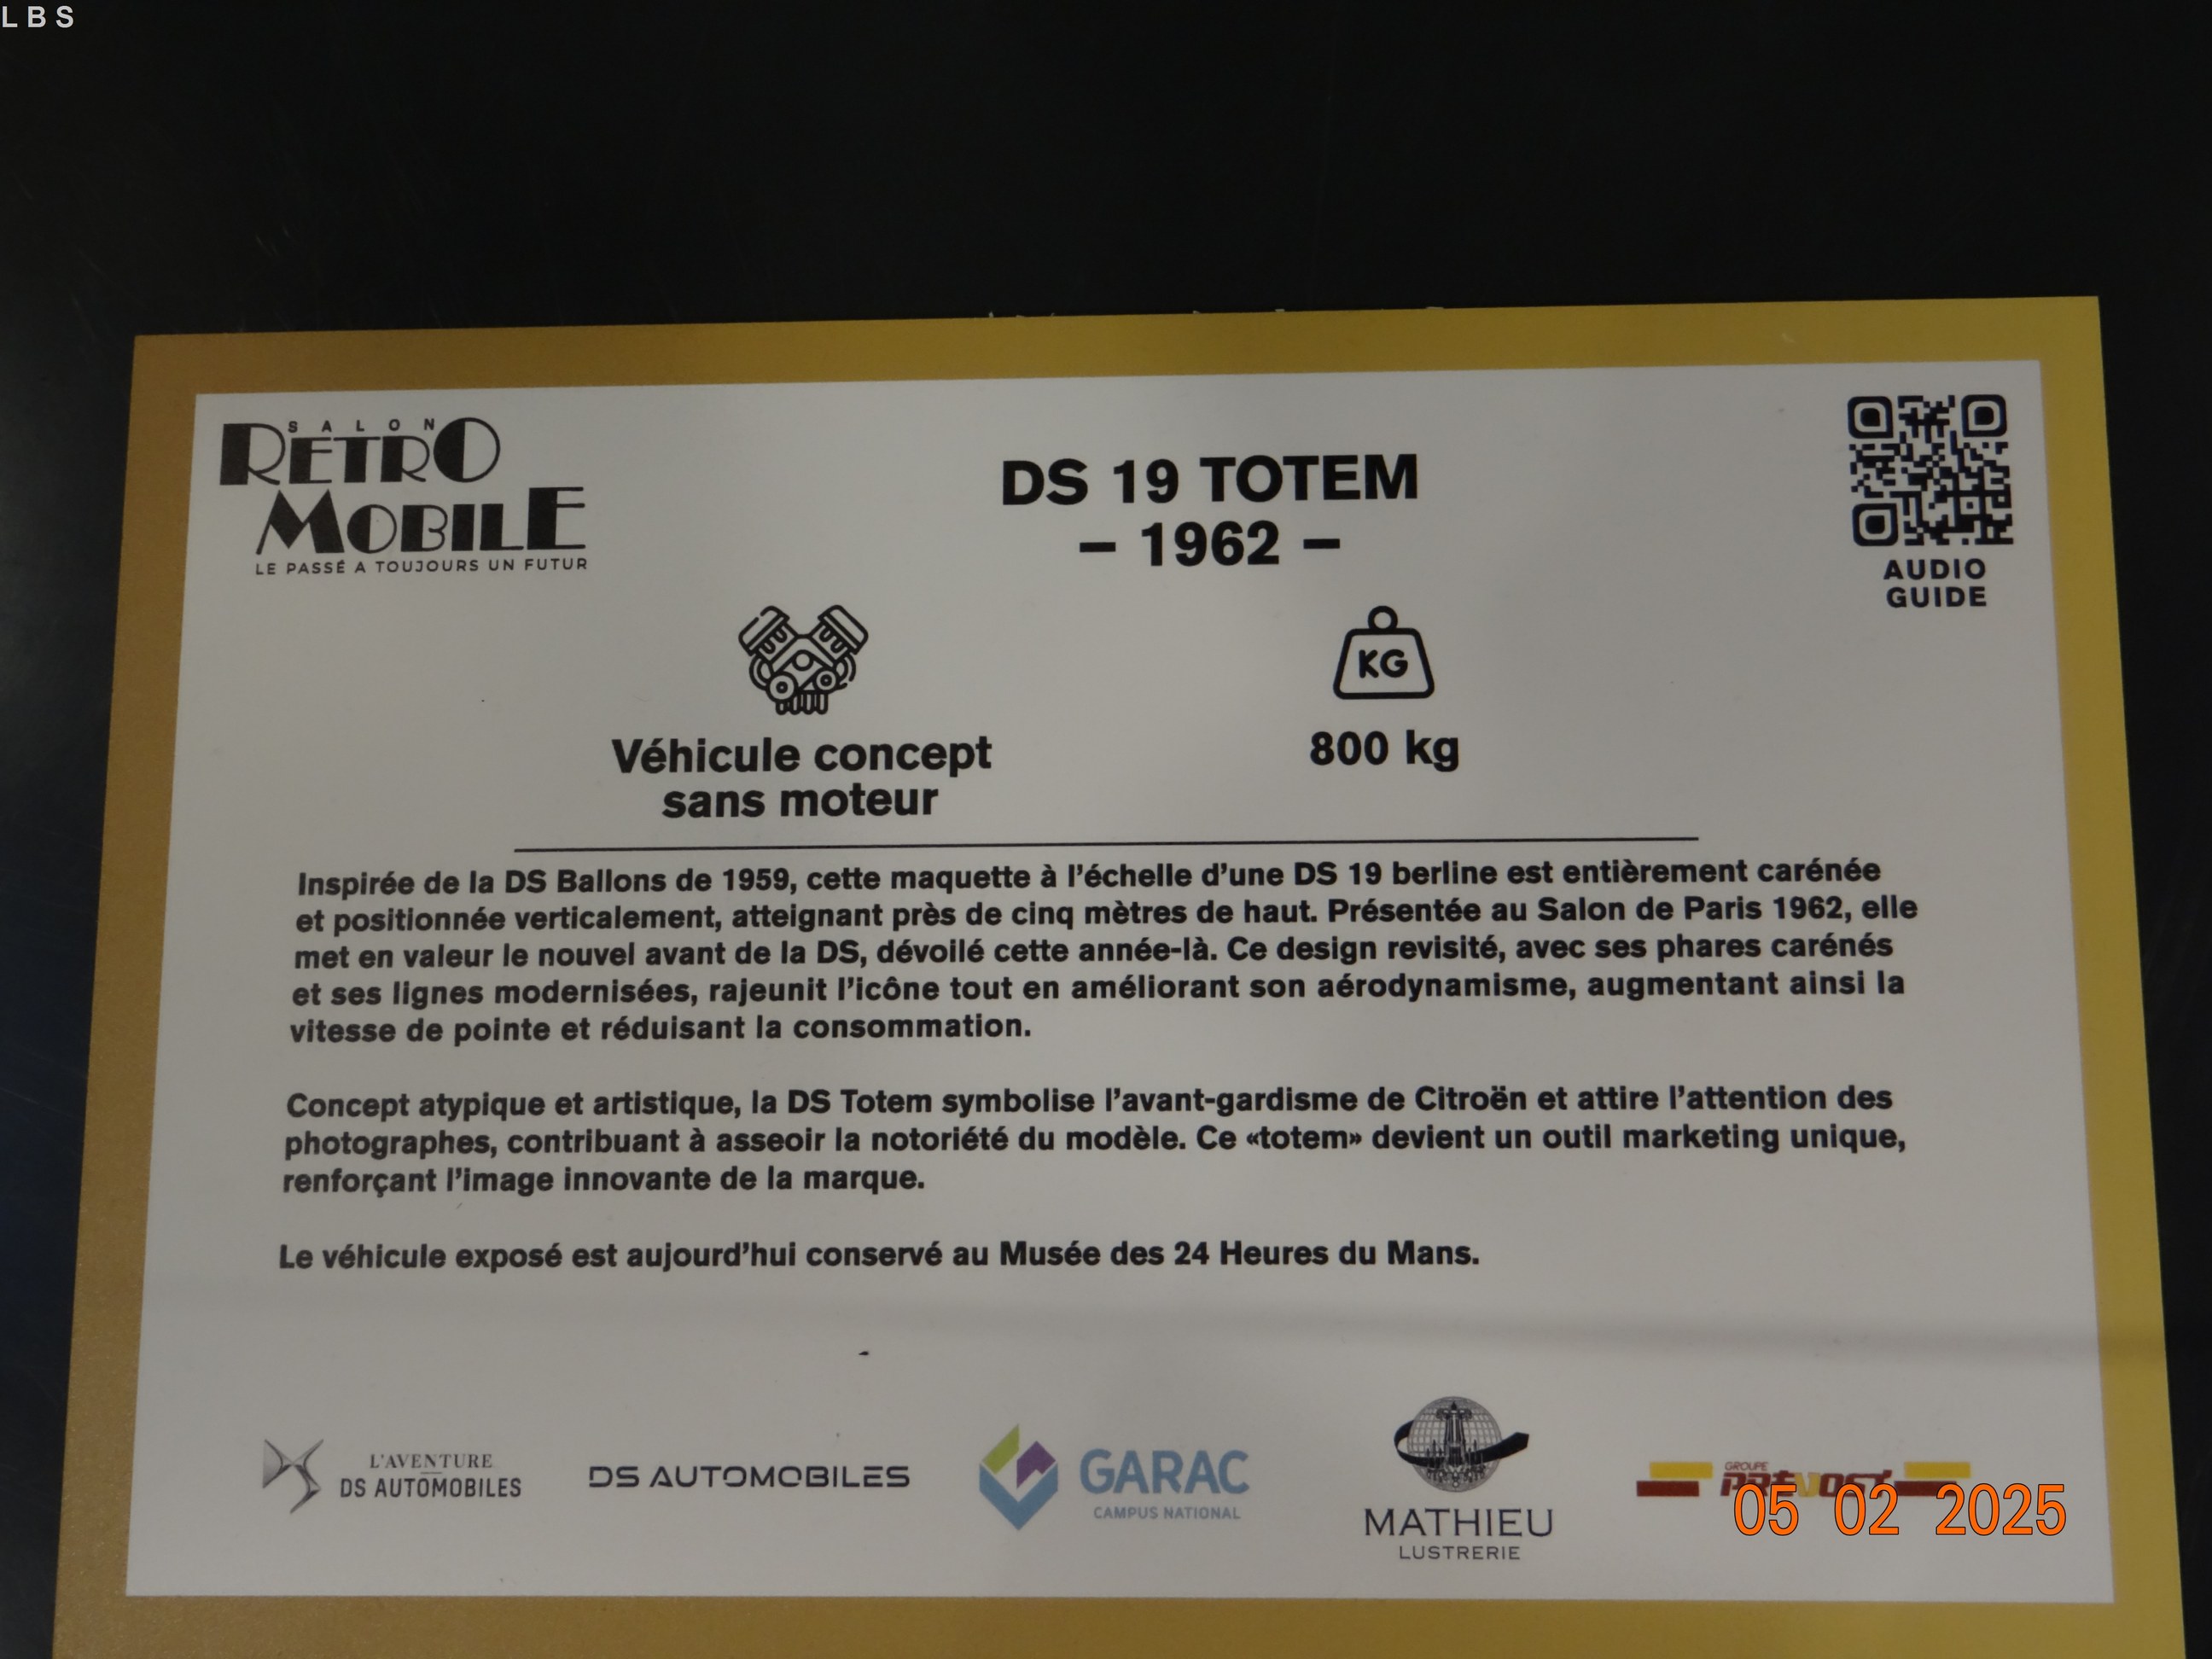 L B S
SALON
RETRO
MOBILE
LE PASSÉ A TOUJOURS UN FUTUR
DS 19 TOTEM
– 1962 –
AUDIO
GUIDE
KG
Véhicule concept
sans moteur
800 kg
Inspirée de la DS Ballons de 1959, cette maquette à l'échelle d'une DS 19 berline est entièrement carénée
et positionnée verticalement, atteignant près de cinq mètres de haut. Présentée au Salon de Paris 1962, elle
met en valeur le nouvel avant de la DS, dévoilé cette année-là. Ce design revisité, avec ses phares carénés
et ses lignes modernisées, rajeunit l'icône tout en améliorant son aérodynamisme, augmentant ainsi la
vitesse de pointe et réduisant la consommation.
Concept atypique et artistique, la DS Totem symbolise l'avant-gardisme de Citroën et attire l'attention des
photographes, contribuant à asseoir la notoriété du modèle. Ce «totem» devient un outil marketing unique,
renforçant l'image innovante de la marque.
Le véhicule exposé est aujourd'hui conservé au Musée des 24 Heures du Mans.
L'AVENTURE
DS AUTOMOBILES
DS AUTOMOBILES
GARAC
CAMPUS NATIONAL
MATHIEU
LUSTRERIE
GROUPE
PREVOST
05 02 2025